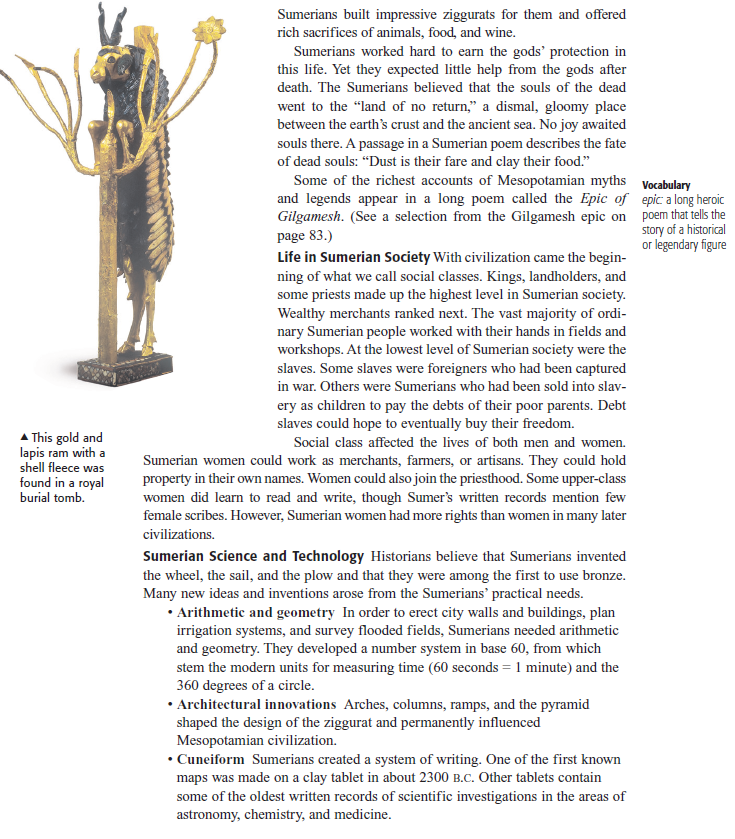 Sumerians built impressive ziggurats for them and offered
rich sacrifices of animals, food, and wine.
Sumerians worked hard to earn the gods’ protection in
this life. Yet they expected little help from the gods after
death. The Sumerians believed that the souls of the dead
went to the “land of no return,” a dismal, gloomy place
between the earth’s crust and the ancient sea. No joy awaited
souls there. A passage in a Sumerian poem describes the fate
of dead souls: “Dust is their fare and clay their food.”
Some of the richest accounts of Mesopotamian myths
and legends appear in a long poem called the Epic of
Gilgamesh. (See a selection from the Gilgamesh epic on
page 83.)
Vocabulary
epic: a long heroic
poem that tells the
story of a historical
or legendary figure
Life in Sumerian Society With civilization came the begin-
ning of what we call social classes. Kings, landholders, and
some priests made up the highest level in Sumerian society.
Wealthy merchants ranked next. The vast majority of ordi-
nary Sumerian people worked with their hands in fields and
workshops. At the lowest level of Sumerian society were the
slaves. Some slaves were foreigners who had been captured
in war. Others were Sumerians who had been sold into slav-
ery as children to pay the debts of their poor parents. Debt
slaves could hope to eventually buy their freedom.
▲ This gold and
lapis ram with a
shell fleece was
found in a royal
burial tomb.
Social class affected the lives of both men and women.
Sumerian women could work as merchants, farmers, or artisans. They could hold
property in their own names. Women could also join the priesthood. Some upper-class
women did learn to read and write, though Sumer’s written records mention few
female scribes. However, Sumerian women had more rights than women in many later
civilizations.
Sumerian Science and Technology Historians believe that Sumerians invented
the wheel, the sail, and the plow and that they were among the first to use bronze.
Many new ideas and inventions arose from the Sumerians’ practical needs.
• Arithmetic and geometry In order to erect city walls and buildings, plan
irrigation systems, and survey flooded fields, Sumerians needed arithmetic
and geometry. They developed a number system in base 60, from which
stem the modern units for measuring time (60 seconds = 1 minute) and the
360 degrees of a circle.
• Architectural innovations Arches, columns, ramps, and the pyramid
shaped the design of the ziggurat and permanently influenced
Mesopotamian civilization.
• Cuneiform Sumerians created a system of writing. One of the first known
maps was made on a clay tablet in about 2300 B.C. Other tablets contain
some of the oldest written records of scientific investigations in the areas of
astronomy, chemistry, and medicine.